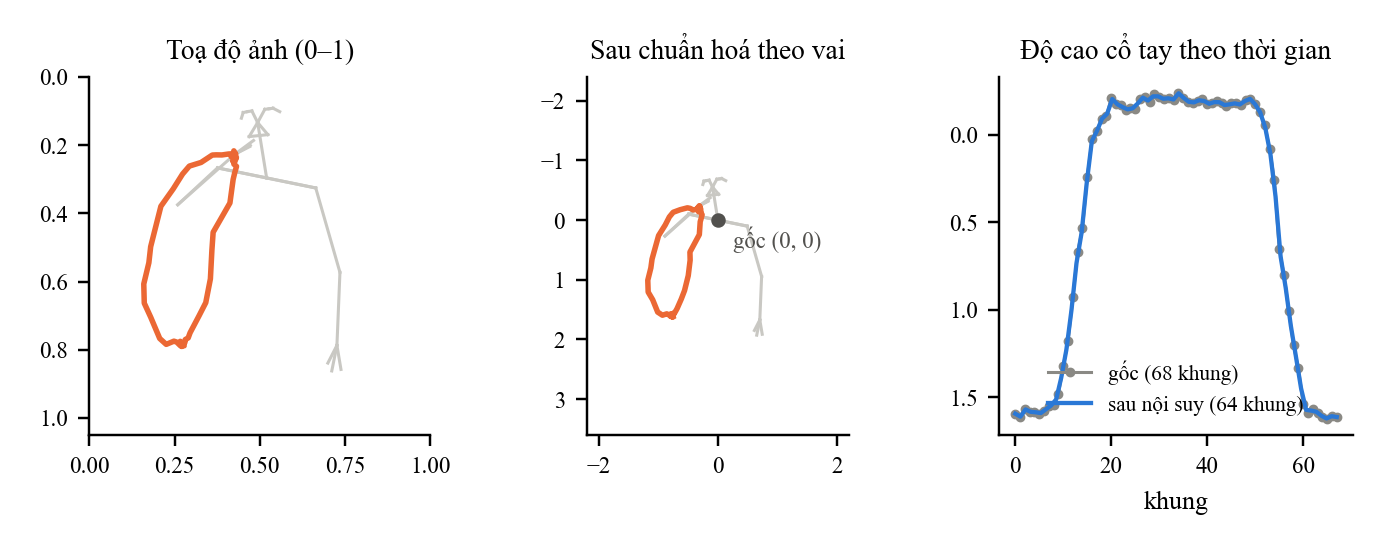 Toạ độ ảnh (0–1)
0.0
0.2
0.4
0.6
0.8
1.0
0.00 0.25 0.50 0.75 1.00
Sau chuẩn hoá theo vai
−2
−1
0
1
2
3
gốc (0, 0)
−2 0 2
Độ cao cổ tay theo thời gian
0.0
0.5
1.0
1.5
gốc (68 khung)
sau nội suy (64 khung)
0 20 40 60
khung